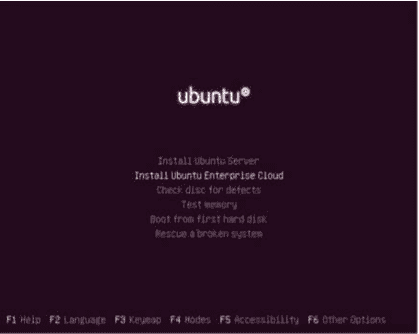 ubuntu
Install Ubuntu Server
Install Ubuntu Enterprise Cloud
Check disc for defects
Test memory
Boot from first hard disk
Rescue a broken system
F1 Help F2 Language F3 Keymap F4 Modes F5 Accessibility F6 Other Options